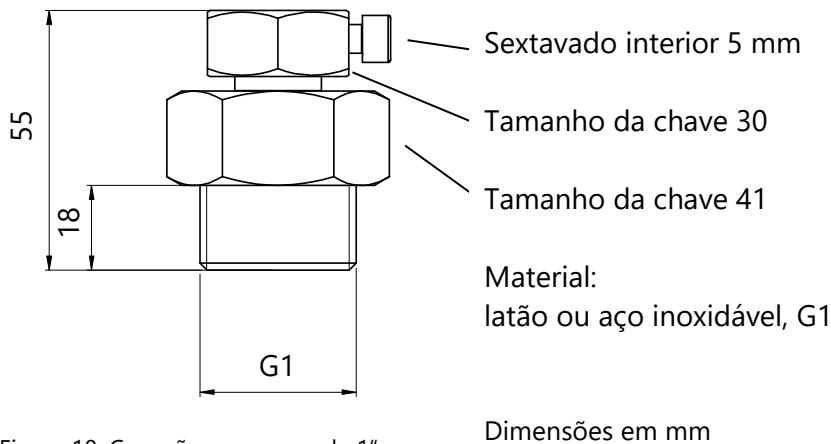 55
18
G1
Sextavado interior 5 mm
Tamanho da chave 30
Tamanho da chave 41
Material:
latão ou aço inoxidável, G1
Dimensões em mm